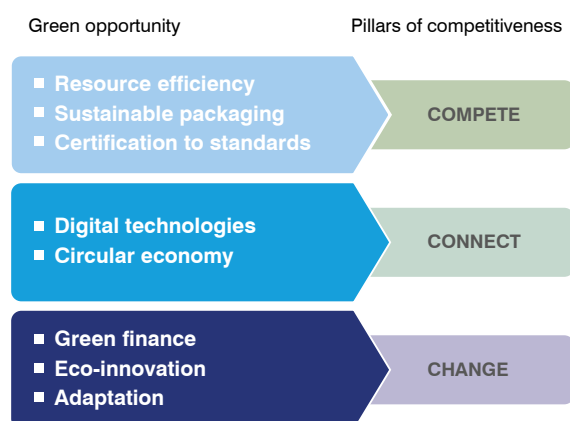 Green opportunity
Pillars of competitiveness
Resource efficiency
Sustainable packaging
Certification to standards
COMPETE
Digital technologies
Circular economy
CONNECT
Green finance
Eco-innovation
Adaptation
CHANGE